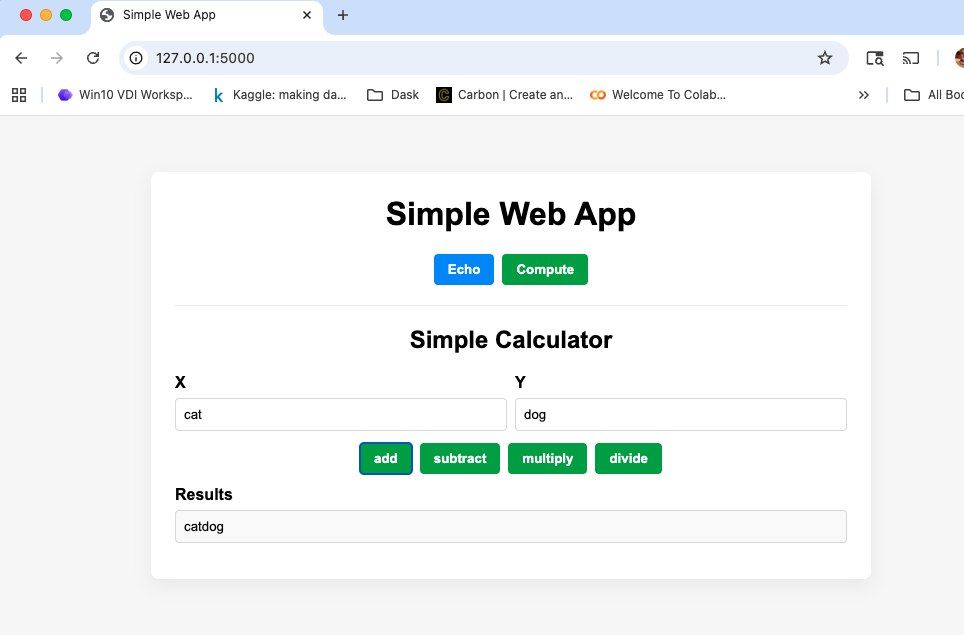 Simple Web App
127.0.0.1:5000
Win10 VDI Worksp... Kaggle: making da... Dask Carbon | Create an... Welcome To Colab... » All Boo
Simple Web App
Echo Compute
Simple Calculator
X Y
cat dog
add subtract multiply divide
Results
catdog